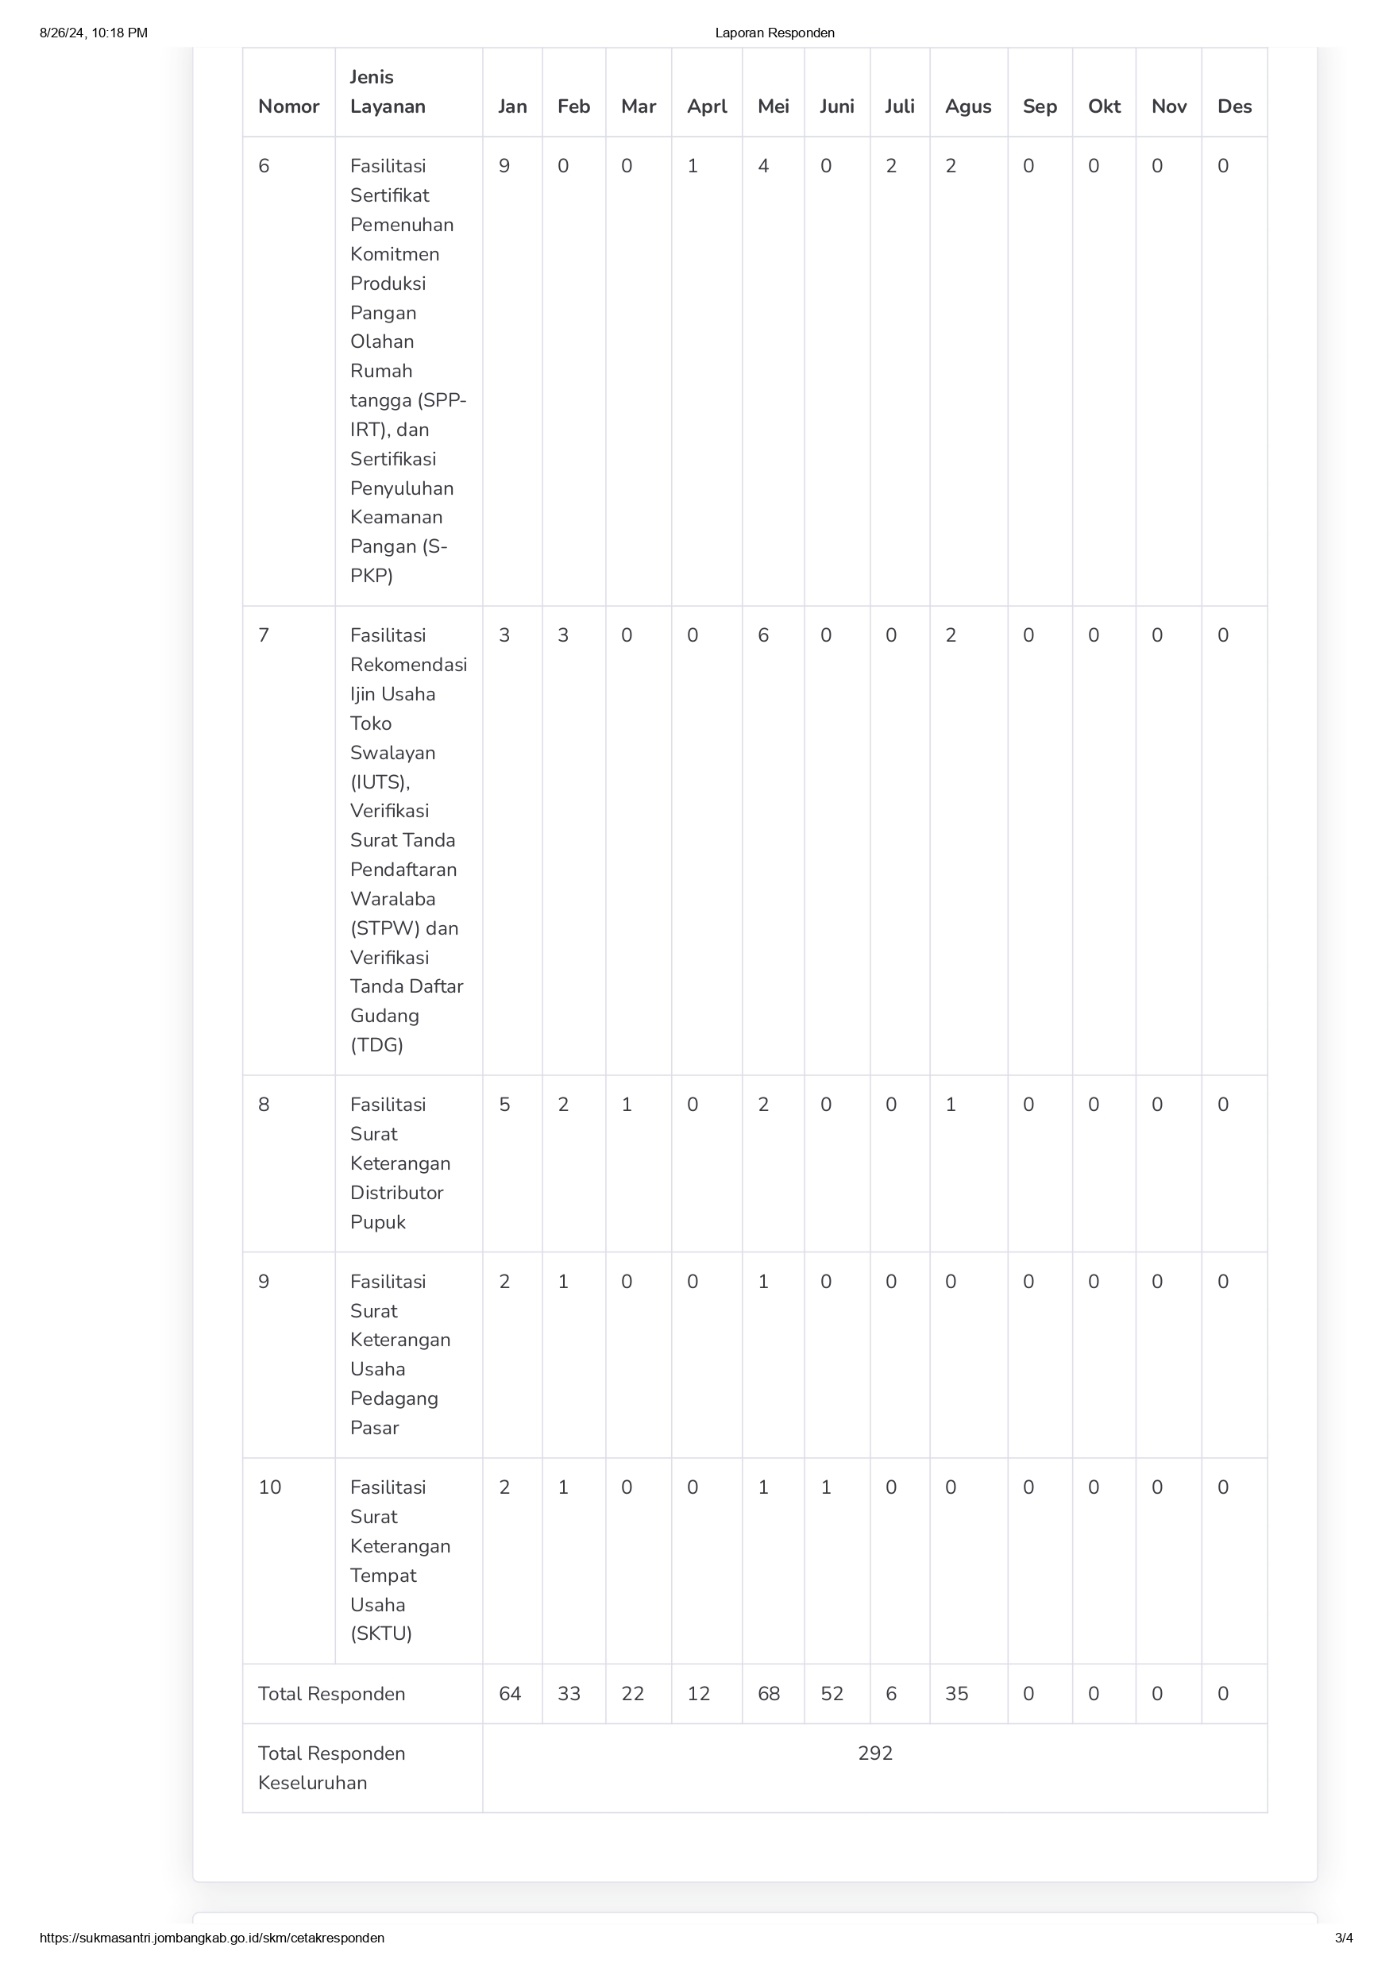 8/26/24, 10:18 PM Laporan Responden
Jenis
Nomor Layanan Jan Feb Mar Aprl Mei Juni Juli Agus Sep Okt Nov Des
6 Fasilitasi 9 0 0 1 4 0 2 2 0 0 0 0
Sertifikat
Pemenuhan
Komitmen
Produksi
Pangan
Olahan
Rumah
tangga (SPP-
IRT), dan
Sertifikasi
Penyuluhan
Keamanan
Pangan (S-
PKP)
7 Fasilitasi 3 3 0 0 6 0 0 2 0 0 0 0
Rekomendasi
Ijin Usaha
Toko
Swalayan
(IUTS),
Verifikasi
Surat Tanda
Pendaftaran
Waralaba
(STPW) dan
Verifikasi
Tanda Daftar
Gudang
(TDG)
8 Fasilitasi 5 2 1 0 2 0 0 1 0 0 0 0
Surat
Keterangan
Distributor
Pupuk
9 Fasilitasi 2 1 0 0 1 0 0 0 0 0 0 0
Surat
Keterangan
Usaha
Pedagang
Pasar
10 Fasilitasi 2 1 0 0 1 1 0 0 0 0 0 0
Surat
Keterangan
Tempat
Usaha
(SKTU)
Total Responden 64 33 22 12 68 52 6 35 0 0 0 0
Total Responden 292
Keseluruhan
https://sukmasantri.jombangkab.go.id/skm/cetakresponden 3/4